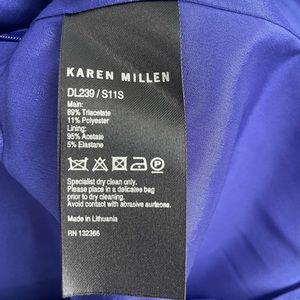 KAREN MILLEN
DL239 / S11S
Main:
89% Triacetate
11% Polyester
Lining:
95% Acetate
5% Elastane
Specialist dry clean only.
Please place in a delicates bag
prior to dry cleaning.
Avoid contact with abrasive surfaces.
Made in Lithuania
RN 132366